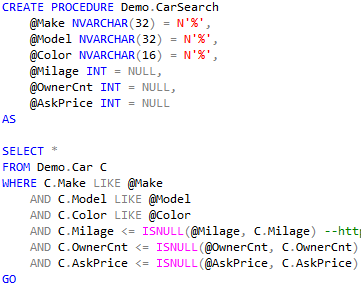 CREATE PROCEDURE Demo.CarSearch
@Make NVARCHAR(32) = N'%',
@Model NVARCHAR(32) = N'%',
@Color NVARCHAR(16) = N'%',
@Milage INT = NULL,
@OwnerCnt INT = NULL,
@AskPrice INT = NULL
AS
SELECT *
FROM Demo.Car C
WHERE C.Make LIKE @Make
AND C.Model LIKE @Model
AND C.Color LIKE @Color
AND C.Milage <= ISNULL(@Milage, C.Milage) --htt
AND C.OwnerCnt <= ISNULL(@OwnerCnt, C.OwnerCnt)
AND C.AskPrice <= ISNULL(@AskPrice, C.AskPrice)
GO